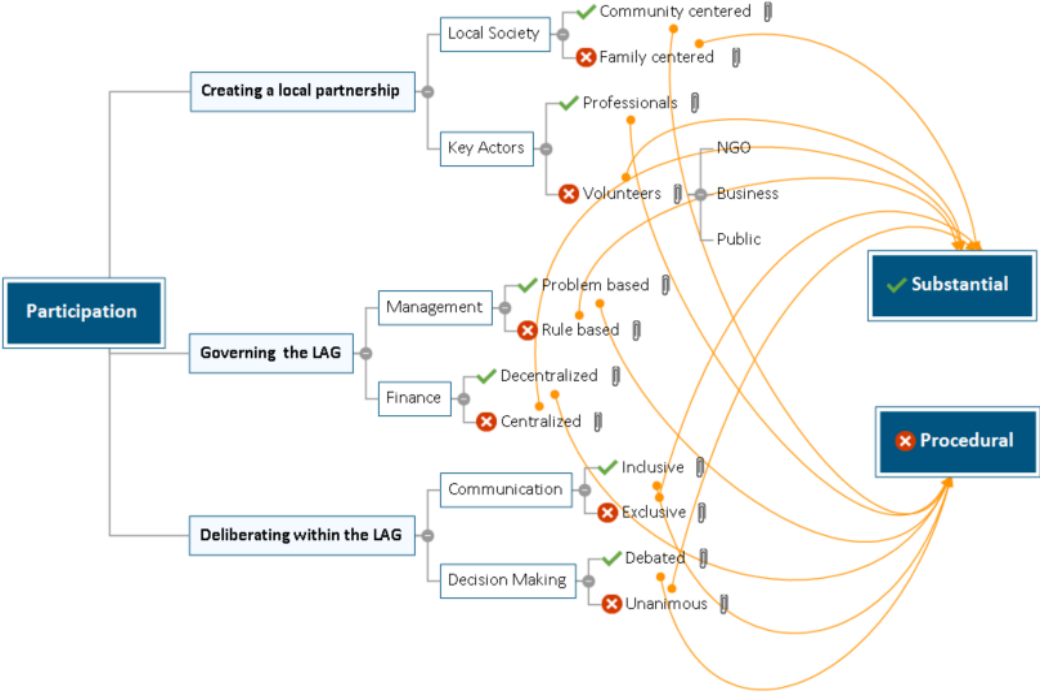 Participation
Creating a local partnership
Local Society
Community centered
Family centered
Key Actors
Professionals
Volunteers
NGO
Business
Public
Governing the LAG
Management
Problem based
Rule based
Finance
Decentralized
Centralized
Deliberating within the LAG
Communication
Inclusive
Exclusive
Decision Making
Debated
Unanimous
Substantial
Procedural